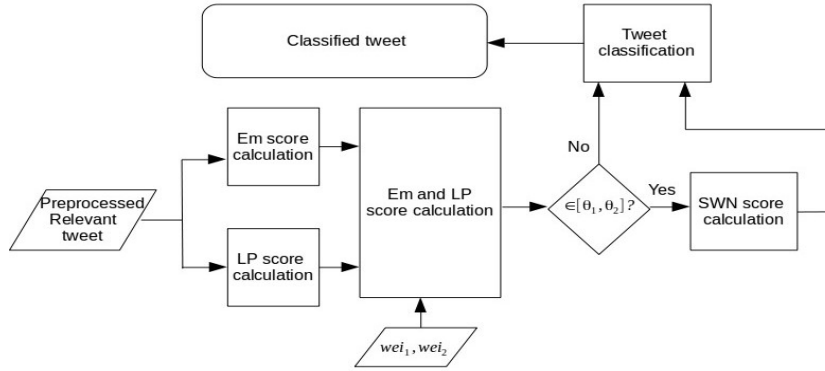 Classified tweet
Tweet
classification
Em score
calculation
No
Preprocessed
Relevant
tweet
Em and LP
score calculation
∈[θ₁,θ₂]?
Yes
SWN score
calculation
LP score
calculation
wei₁,wei₂